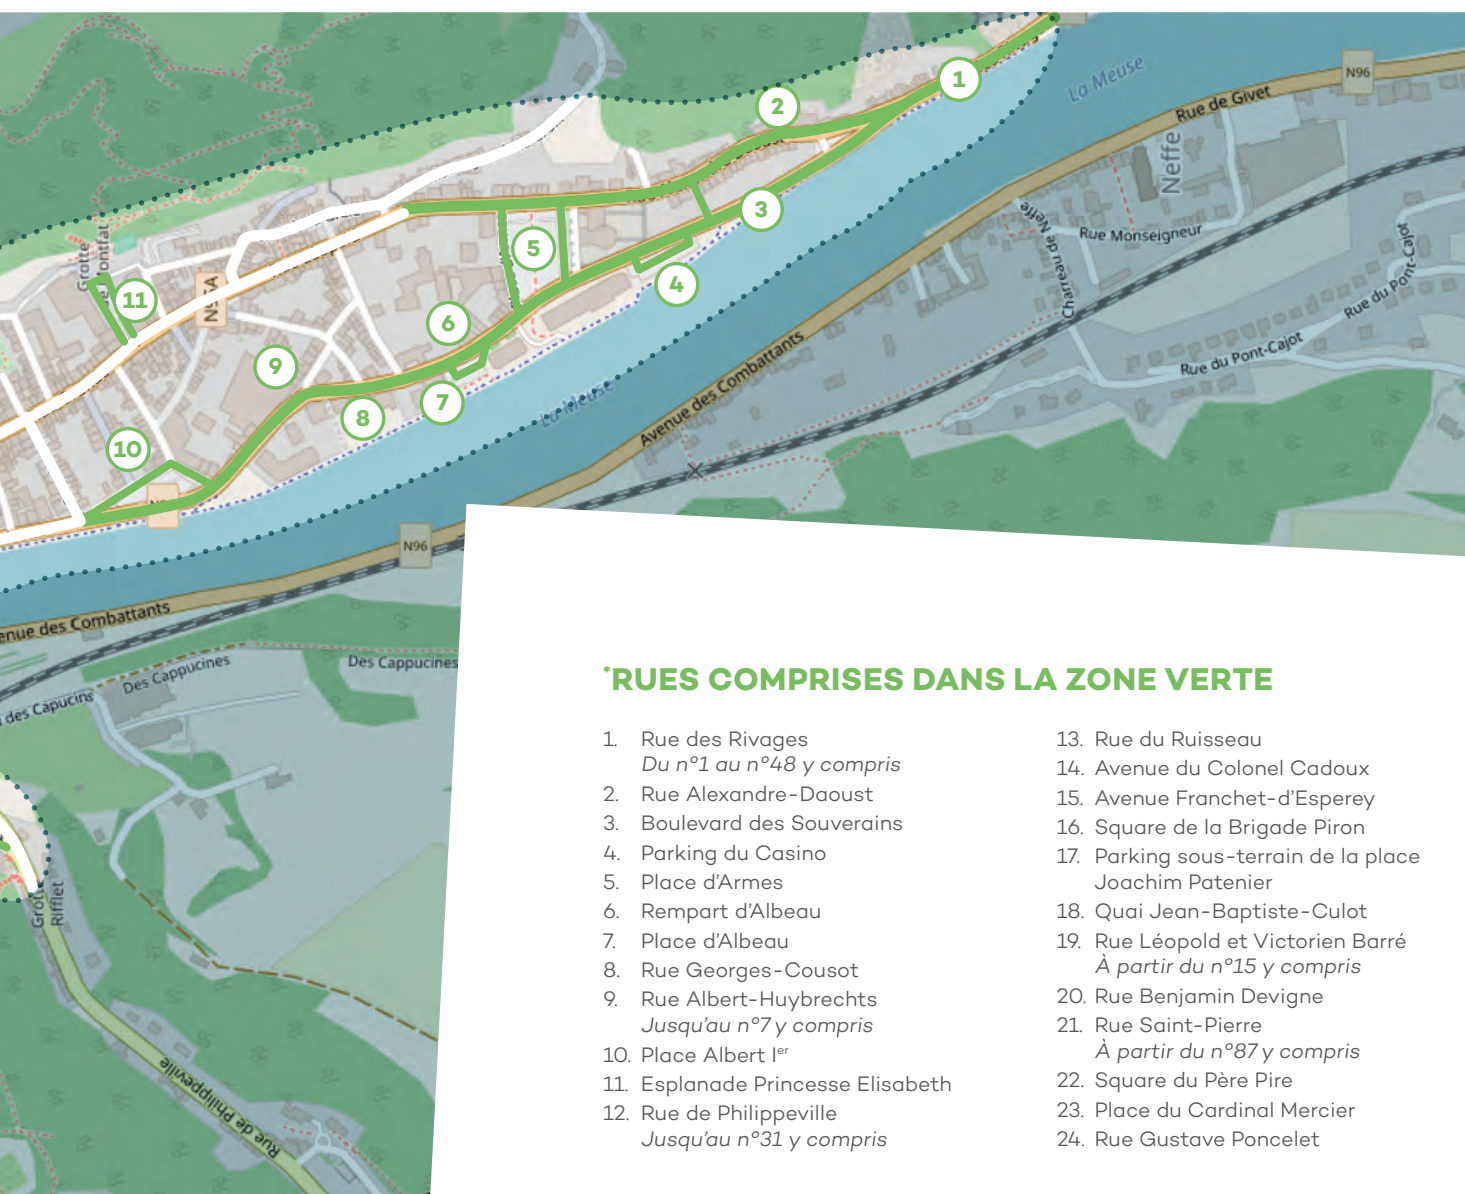 1
2
3
4
5
6
7
8
9
10
11
La Meuse
N96
Rue de Givet
Neffe
Rue Monseigneur
Charreau de Neffe
Rue du Pont-Cajot
Rue du Pont-Cajot
Avenue des Combattants
La Meuse
Grotte
N96
Avenue des Combattants
Des Cappucines
Des Cappucines
des Capucins
Grotte
Rifflet
Rue de Philippeville
*RUES COMPRISES DANS LA ZONE VERTE
1. Rue des Rivages
Du n°1 au n°48 y compris
2. Rue Alexandre-Daoust
3. Boulevard des Souverains
4. Parking du Casino
5. Place d'Armes
6. Rempart d'Albeau
7. Place d'Albeau
8. Rue Georges-Cousot
9. Rue Albert-Huybrechts
Jusqu'au n°7 y compris
10. Place Albert Ier
11. Esplanade Princesse Elisabeth
12. Rue de Philippeville
Jusqu'au n°31 y compris
13. Rue du Ruisseau
14. Avenue du Colonel Cadoux
15. Avenue Franchet-d'Esperey
16. Square de la Brigade Piron
17. Parking sous-terrain de la place
Joachim Patenier
18. Quai Jean-Baptiste-Culot
19. Rue Léopold et Victorien Barré
À partir du n°15 y compris
20. Rue Benjamin Devigne
21. Rue Saint-Pierre
À partir du n°87 y compris
22. Square du Père Pire
23. Place du Cardinal Mercier
24. Rue Gustave Poncelet